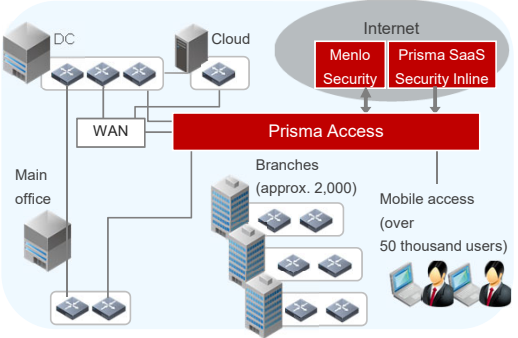 DC
Cloud
Internet
Menlo
Security
Prisma SaaS
Security Inline
WAN
Prisma Access
Main
office
Branches
(approx. 2,000)
Mobile access
(over
50 thousand users)